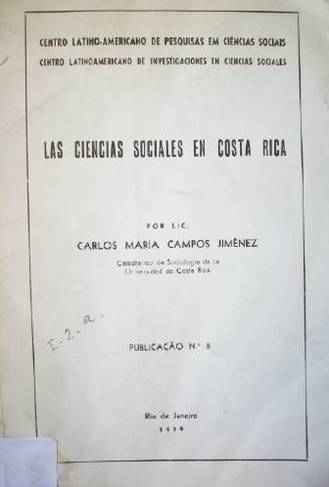 CENTRO LATINO-AMERICANO DE PESQUISAS EM CIÊNCIAS SOCIAIS
CENTRO LATINOAMERICANO DE INVESTIGACIONES EN CIENCIAS SOCIALES
LAS CIENCIAS SOCIALES EN COSTA RICA
POR LIC.
CARLOS MARÍA CAMPOS JIMÉNEZ
Catedrático de Sociología de la
Universidad de Costa Rica
I-2-a.
PUBLICAÇÃO N.° 8
Rio de Janeiro
1959